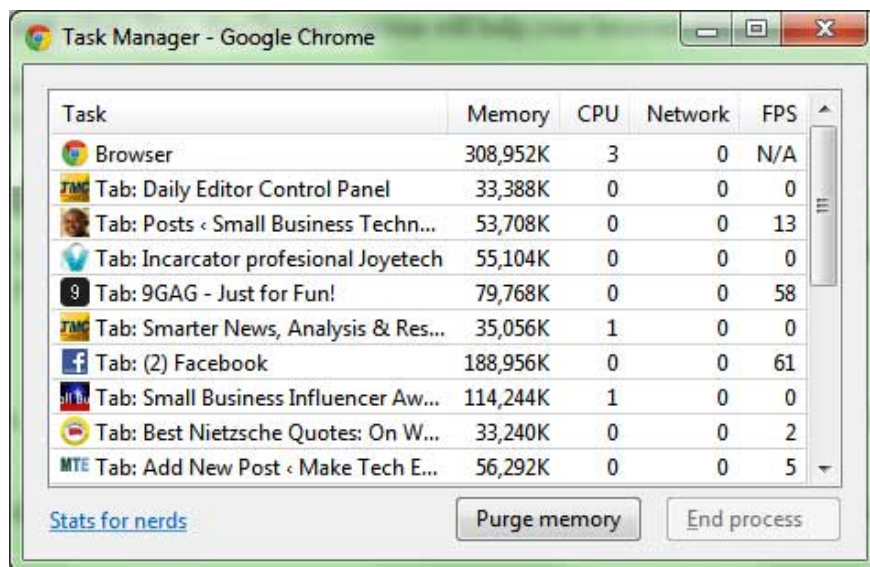 Task Manager - Google Chrome
Task Memory CPU Network FPS
Browser 308,952K 3 0 N/A
TMC Tab: Daily Editor Control Panel 33,388K 0 0 0
Tab: Posts ‹ Small Business Techn... 53,708K 0 0 13
Tab: Incarcator profesional Joyetech 55,104K 0 0 0
9 Tab: 9GAG - Just for Fun! 79,768K 0 0 58
TMC Tab: Smarter News, Analysis & Res... 35,056K 1 0 0
f Tab: (2) Facebook 188,956K 0 0 61
Tab: Small Business Influencer Aw... 114,244K 1 0 0
Tab: Best Nietzsche Quotes: On W... 33,240K 0 0 2
MTE Tab: Add New Post ‹ Make Tech E... 56,292K 0 0 5
Stats for nerds Purge memory End process